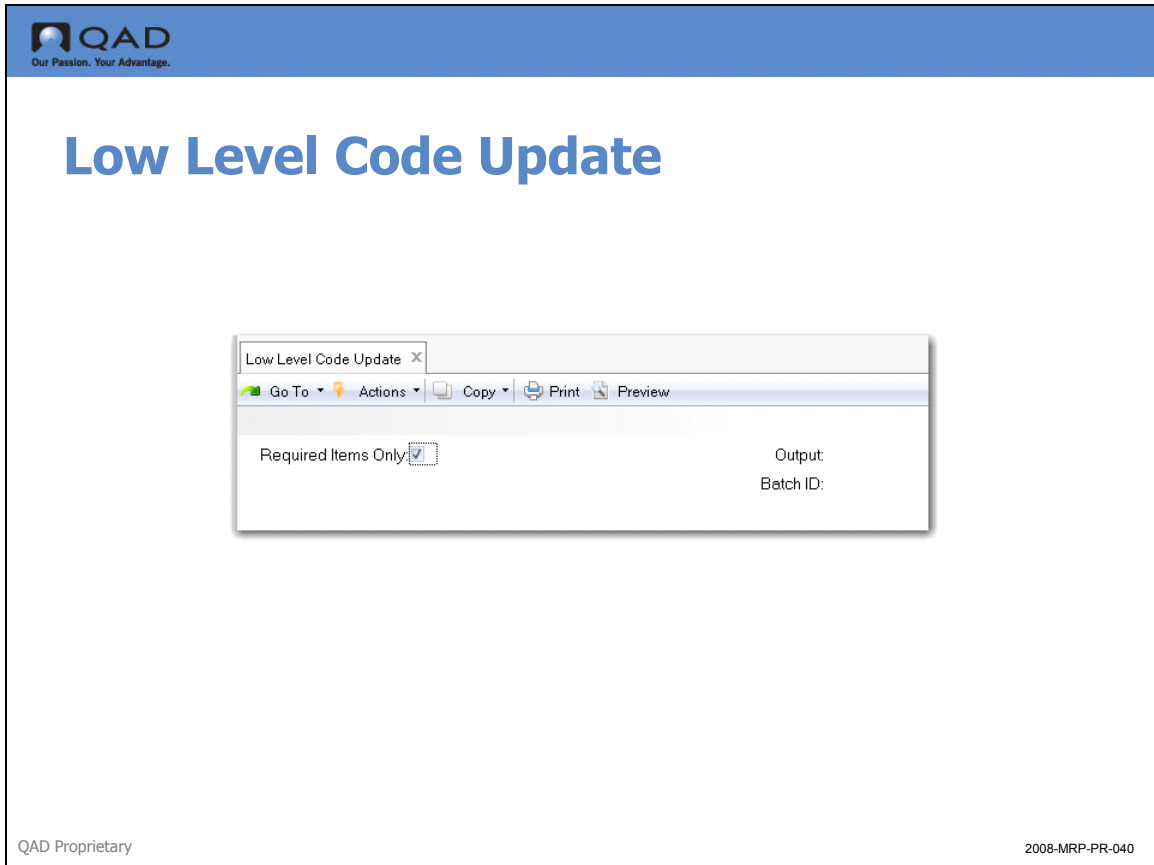 QAD
Our Passion. Your Advantage.
Low Level Code Update
Low Level Code Update X
Go To Actions Copy Print Preview
Required Items Only: Output:
Batch ID:
QAD Proprietary 2008-MRP-PR-040